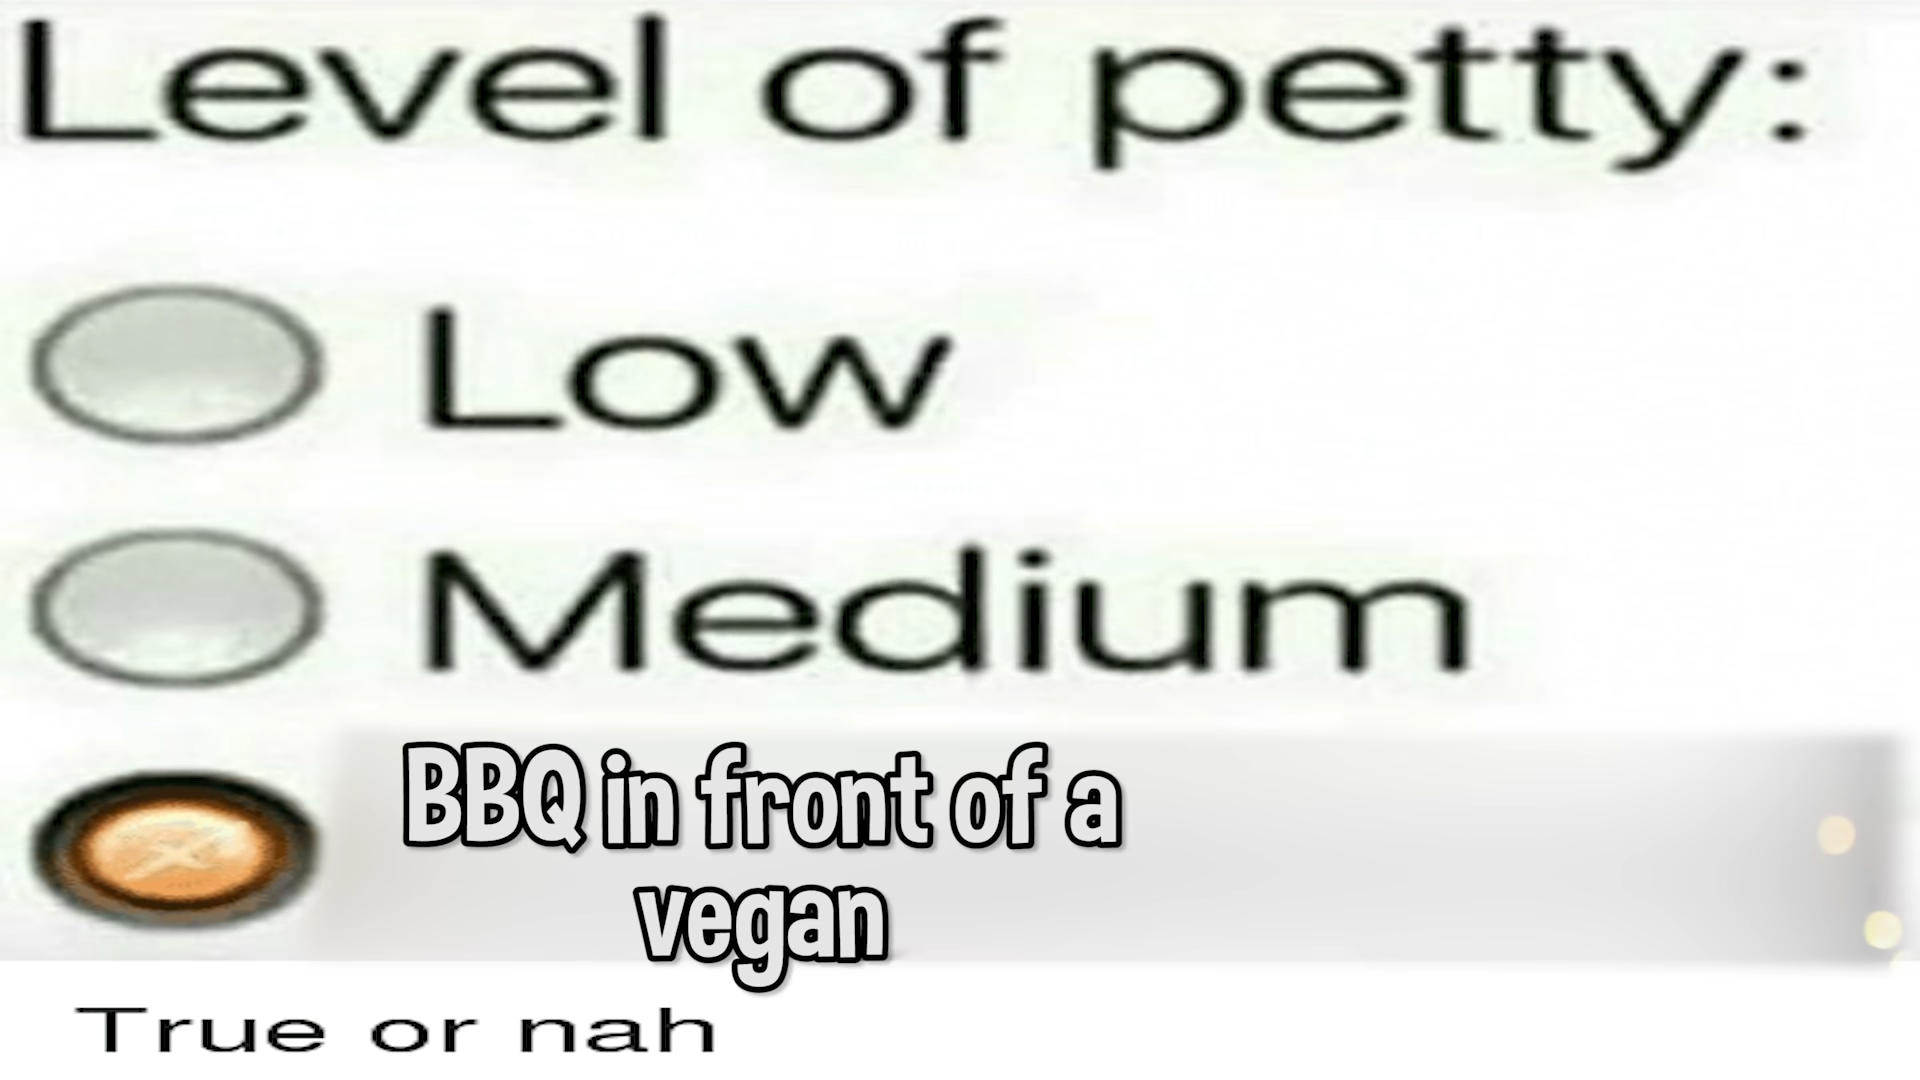 Level of petty:
Low
Medium
BBQ in front of a
vegan
True or nah